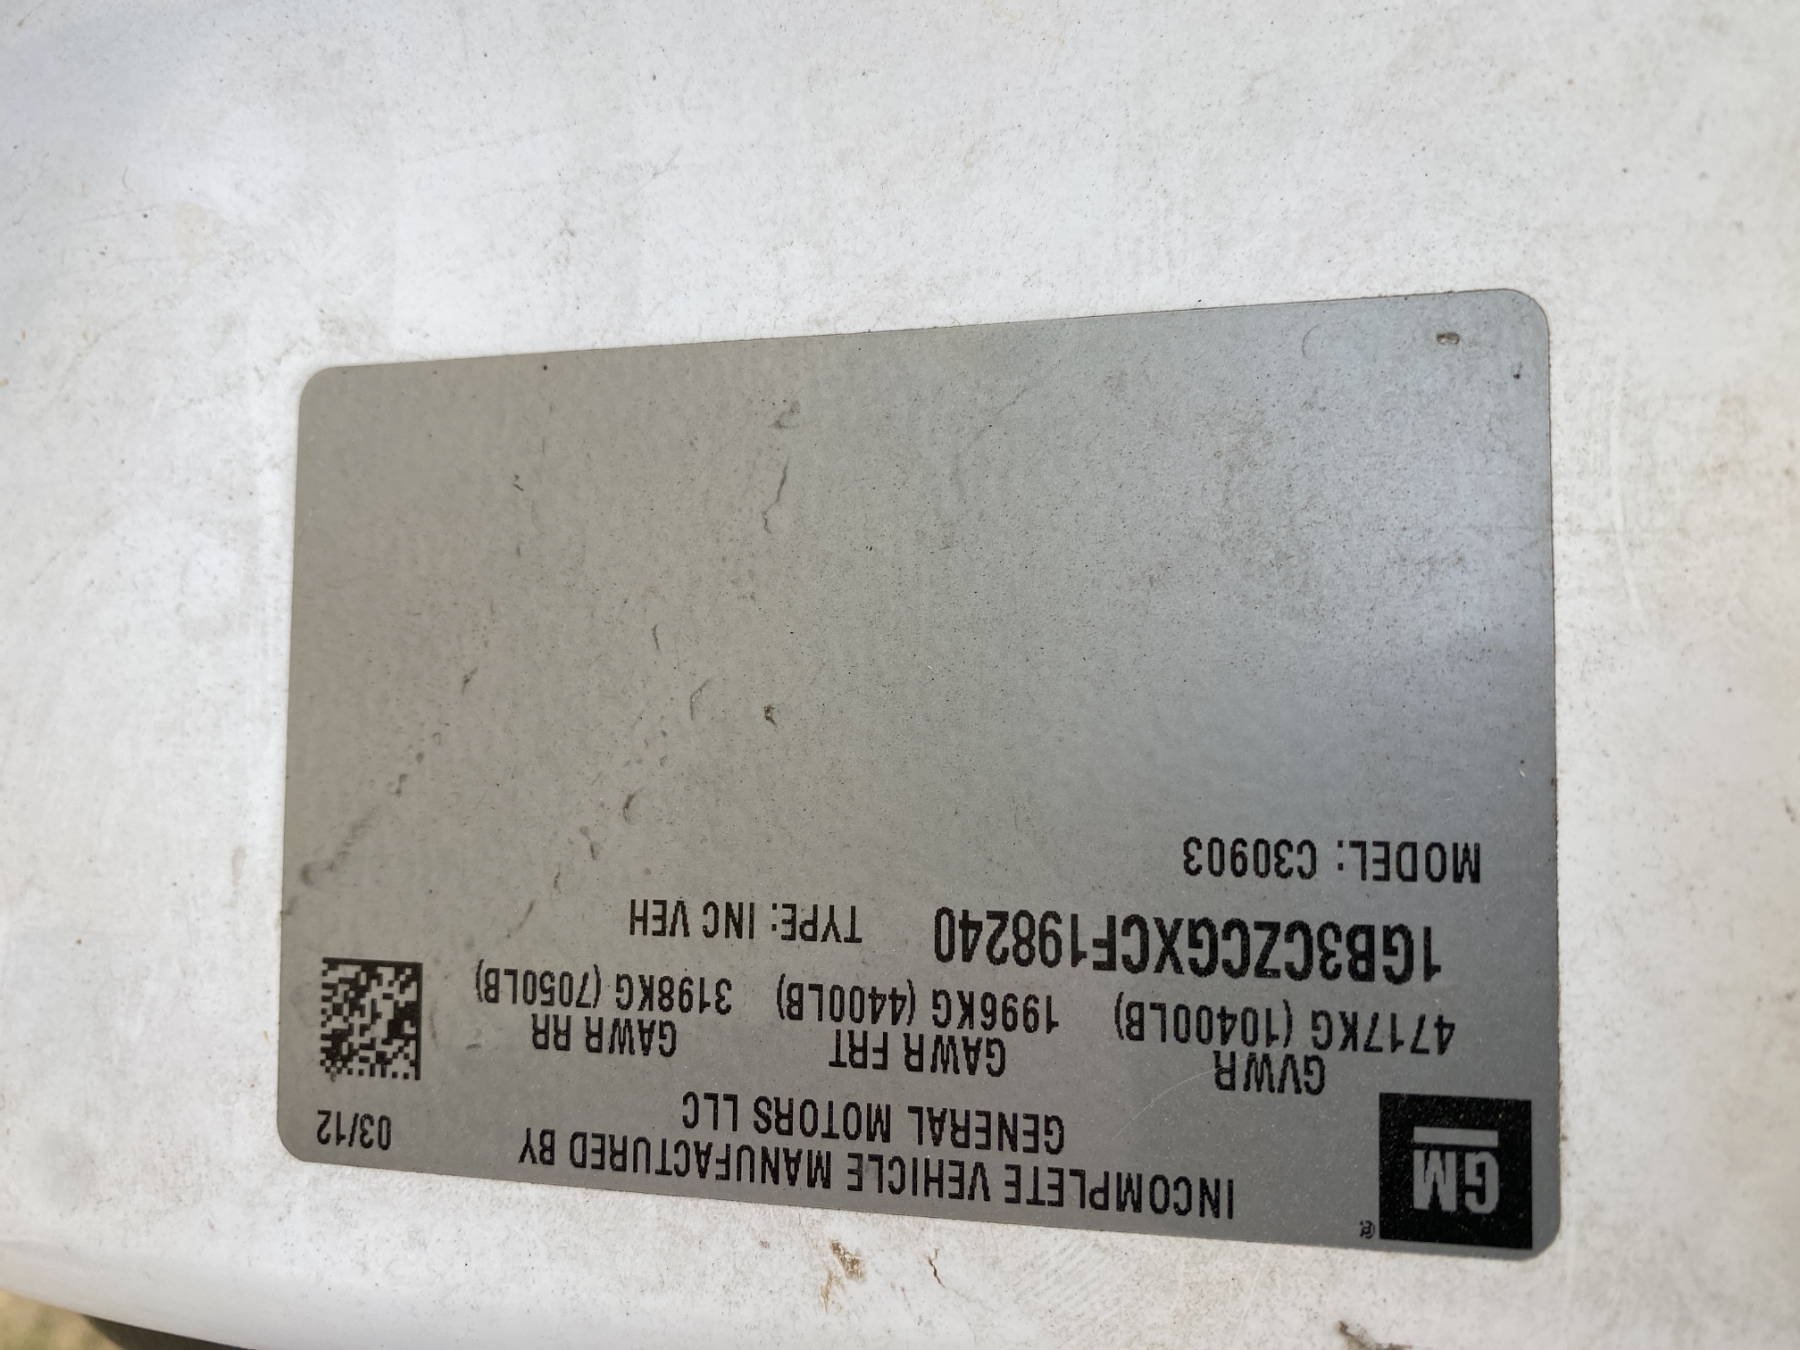 GM ®
INCOMPLETE VEHICLE MANUFACTURED BY
GENERAL MOTORS LLC
03/12
GVWR GAWR FRT GAWR RR
4717KG (10400LB) 1996KG (4400LB) 3198KG (7050LB)
1GB3CZCGXCF198240 TYPE: INC VEH
MODEL: C30903